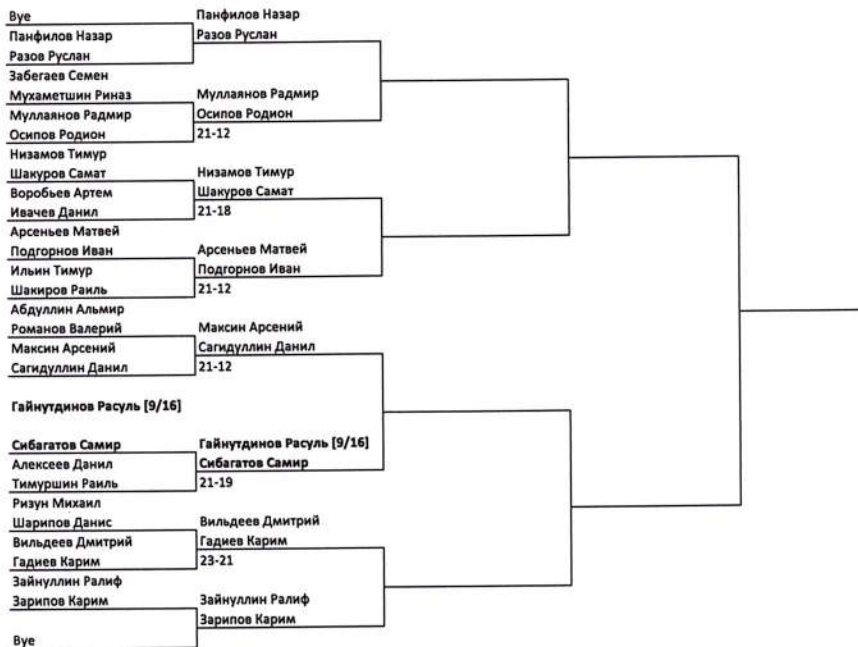 Bye
Панфилов Назар
Разов Руслан
Забегаев Семен
Мухаметшин Риназ
Муллаянов Радмир
Осипов Родион
Низамов Тимур
Шакуров Самат
Воробьев Артем
Ивачев Данил
Арсеньев Матвей
Подгорнов Иван
Ильин Тимур
Шакиров Раиль
Абдуллин Альмир
Романов Валерий
Максин Арсений
Сагидуллин Данил
Гайнутдинов Расуль [9/16]
Сибагатов Самир
Алексеев Данил
Тимуршин Раиль
Ризун Михаил
Шарипов Данис
Вильдеев Дмитрий
Гадиев Карим
Зайнуллин Ралиф
Зарипов Карим
Bye
Панфилов Назар
Разов Руслан
Муллаянов Радмир
Осипов Родион
21-12
Низамов Тимур
Шакуров Самат
21-18
Арсеньев Матвей
Подгорнов Иван
21-12
Максин Арсений
Сагидуллин Данил
21-12
Гайнутдинов Расуль [9/16]
Сибагатов Самир
21-19
Вильдеев Дмитрий
Гадиев Карим
23-21
Зайнуллин Ралиф
Зарипов Карим